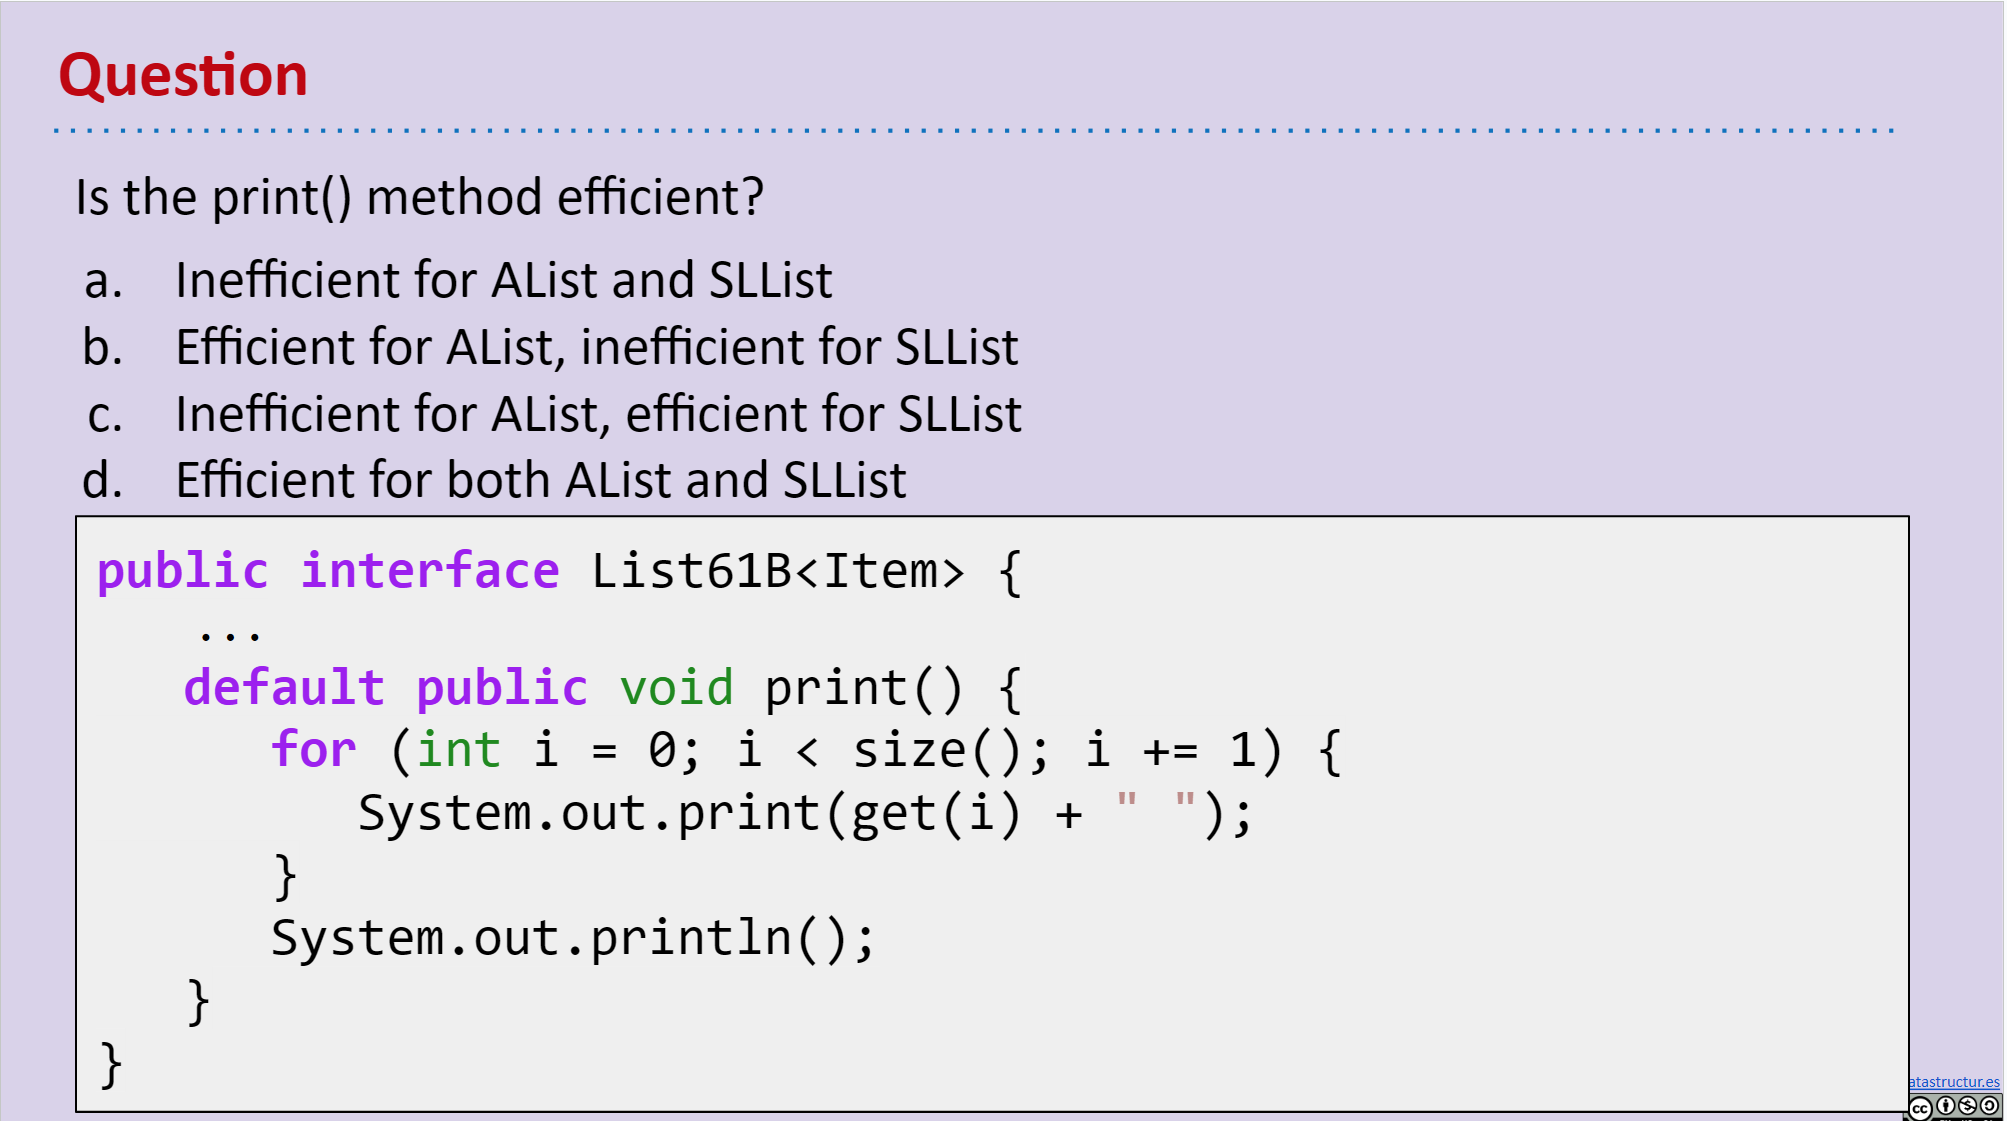 Question
Is the print() method efficient?
a. Inefficient for AList and SLList
b. Efficient for AList, inefficient for SLList
c. Inefficient for AList, efficient for SLList
d. Efficient for both AList and SLList
public interface List61B<Item> {
...
default public void print() {
for (int i = 0; i < size(); i += 1) {
System.out.print(get(i) + " ");
}
System.out.println();
}
}
atastructur.es
cc